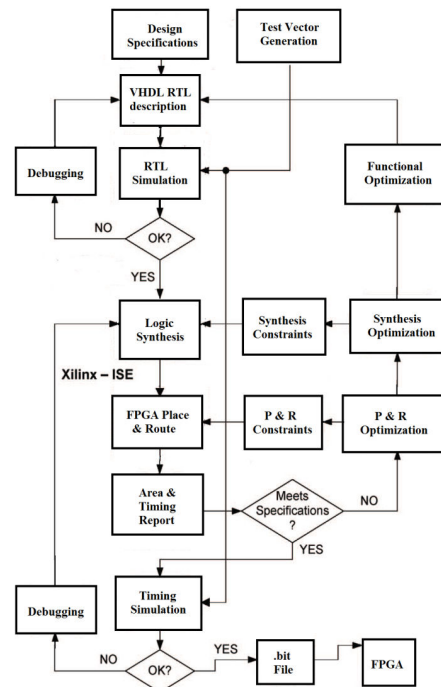 Design
Specifications
Test Vector
Generation
VHDL RTL
description
Debugging
RTL
Simulation
Functional
Optimization
NO
OK?
YES
Logic
Synthesis
Synthesis
Constraints
Synthesis
Optimization
Xilinx – ISE
FPGA Place
& Route
P & R
Constraints
P & R
Optimization
Area &
Timing
Report
Meets
Specifications
?
NO
YES
Timing
Simulation
Debugging
NO
OK?
YES
.bit
File
FPGA